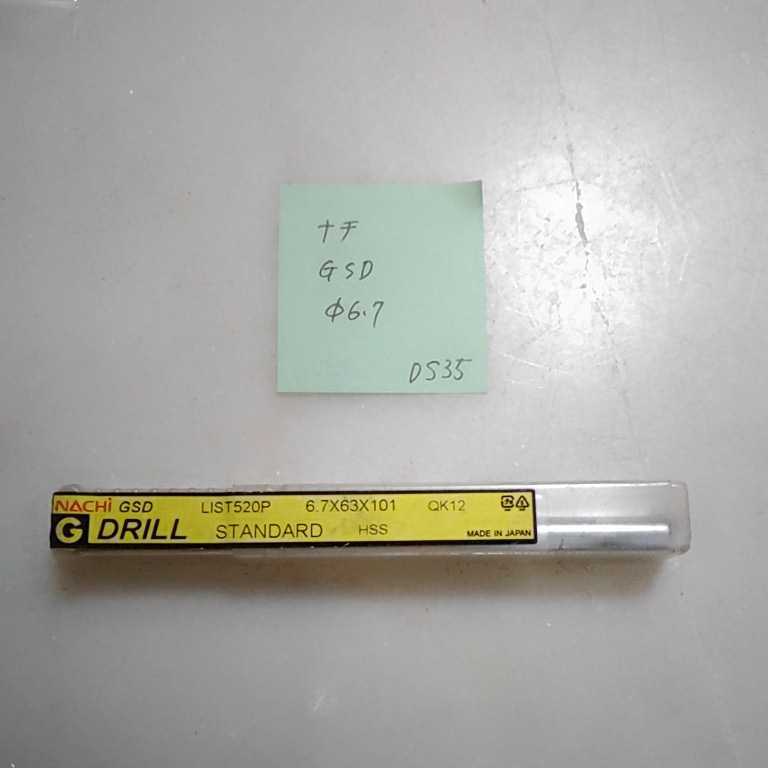 ナチ
GSD
Φ6.7
DS35
NACHi GSD LIST520P 6.7X63X101 QK12
G DRILL STANDARD HSS MADE IN JAPAN